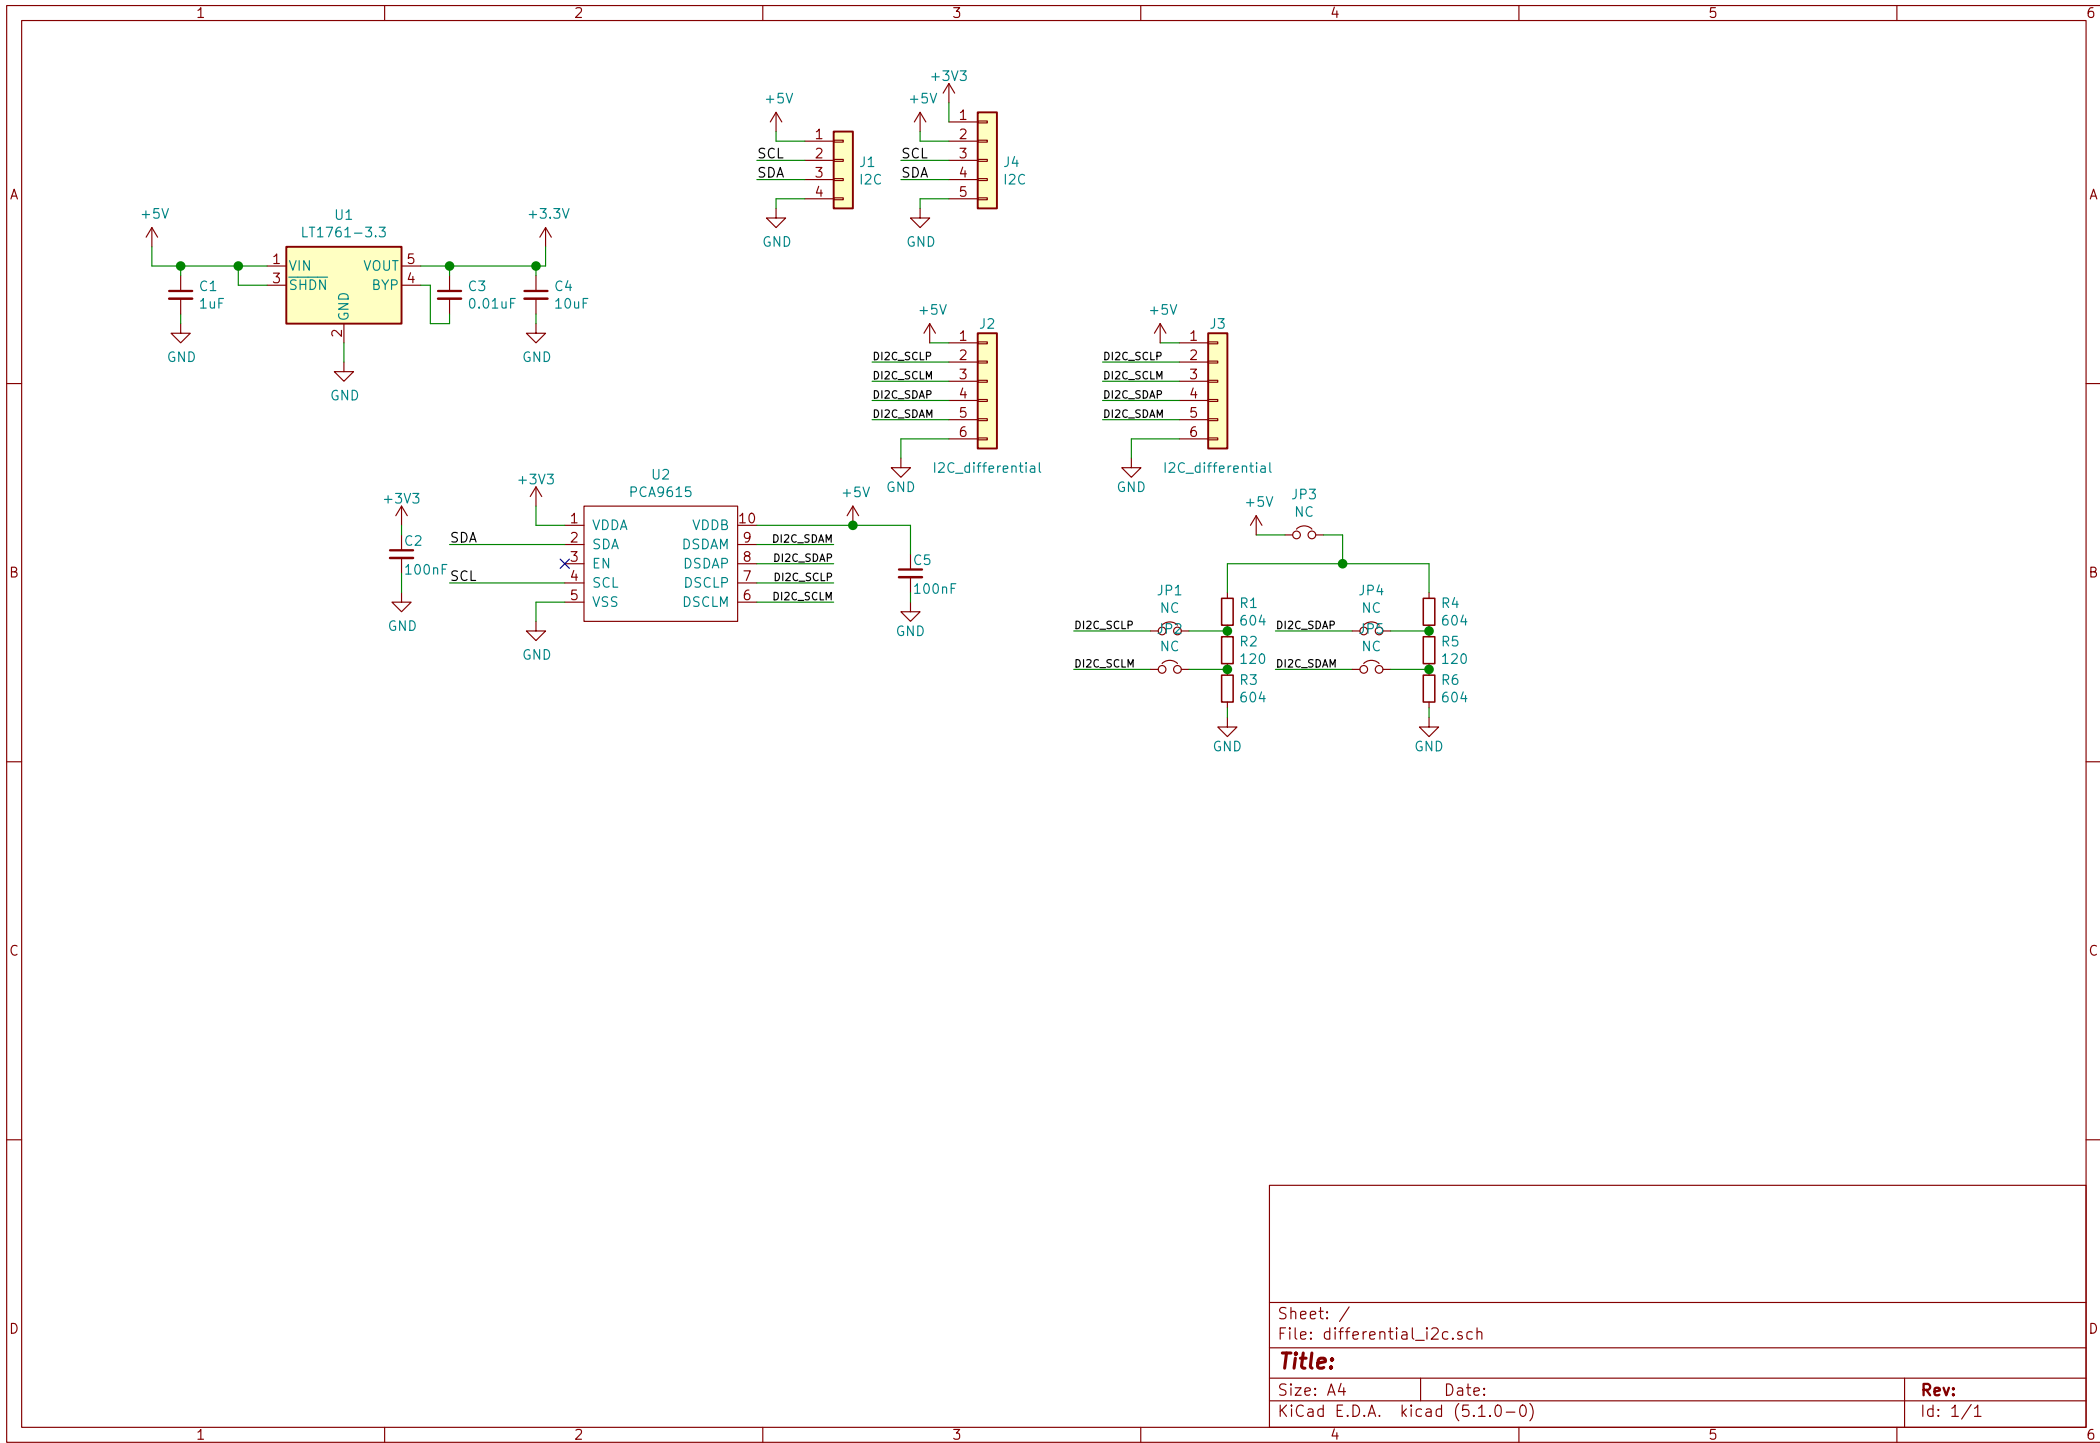 1 2 3 4 5 6
A
B
C
D
A
B
C
D
+5V
U1
LT1761-3.3
+3.3V
1 VIN VOUT 5
3 SHDN BYP 4
GND
2
C1
1uF
C3
0.01uF
C4
10uF
GND
GND
GND
+5V
1
SCL 2
SDA 3
4
J1
I2C
GND
+3V3
+5V
1
2
SCL 3
SDA 4
5
J4
I2C
GND
+5V
J2
1
DI2C_SCLP 2
DI2C_SCLM 3
DI2C_SDAP 4
DI2C_SDAM 5
6
I2C_differential
GND
+5V
J3
1
DI2C_SCLP 2
DI2C_SCLM 3
DI2C_SDAP 4
DI2C_SDAM 5
6
I2C_differential
GND
+3V3
C2
100nF
GND
+3V3
U2
PCA9615
1 VDDA VDDB 10
SDA 2 SDA DSDAM 9 DI2C_SDAM
3 EN DSDAP 8 DI2C_SDAP
SCL 4 SCL DSCLP 7 DI2C_SCLP
5 VSS DSCLM 6 DI2C_SCLM
GND
+5V
C5
100nF
GND
+5V
JP3
NC
JP1
NC
DI2C_SCLP
JP2
NC
DI2C_SCLM
R1
604
R2
120
R3
604
GND
JP4
NC
DI2C_SDAP
JP5
NC
DI2C_SDAM
R4
604
R5
120
R6
604
GND
Sheet: /
File: differential_i2c.sch
Title:
Size: A4 Date: Rev:
KiCad E.D.A. kicad (5.1.0-0) Id: 1/1
1 2 3 4 5 6